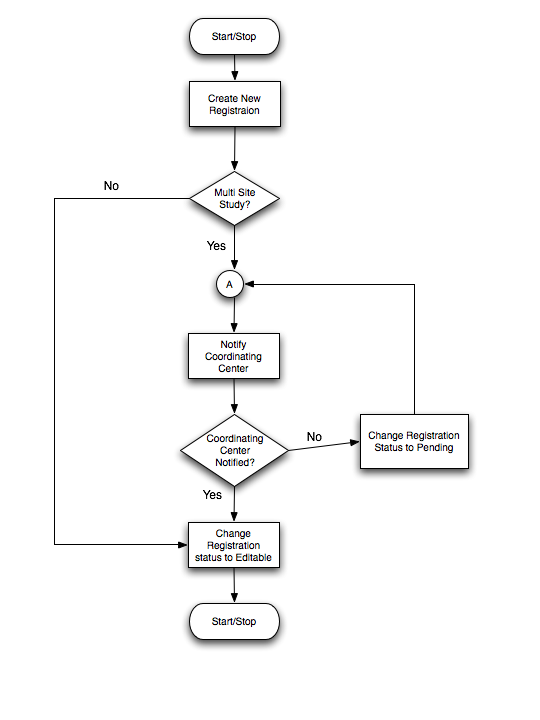 Start/Stop
Create New
Registraion
No
Multi Site
Study?
Yes
A
Notify
Coordinating
Center
Coordinating
Center
Notified?
No
Change Registration
Status to Pending
Yes
Change
Registration
status to Editable
Start/Stop